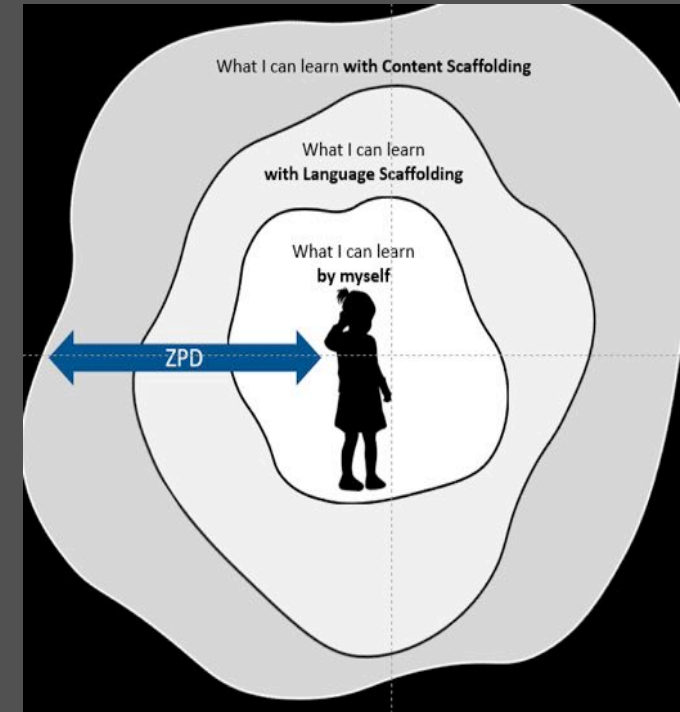 What I can learn with Content Scaffolding
What I can learn
with Language Scaffolding
What I can learn
by myself
ZPD